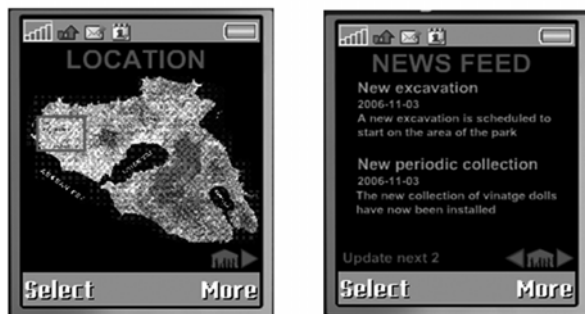 LOCATION
Select More
NEWS FEED
New excavation
2006-11-03
A new excavation is scheduled to
start on the area of the park
New periodic collection
2006-11-03
The new collection of vinatge dolls
have now been installed
Update next 2
Select More